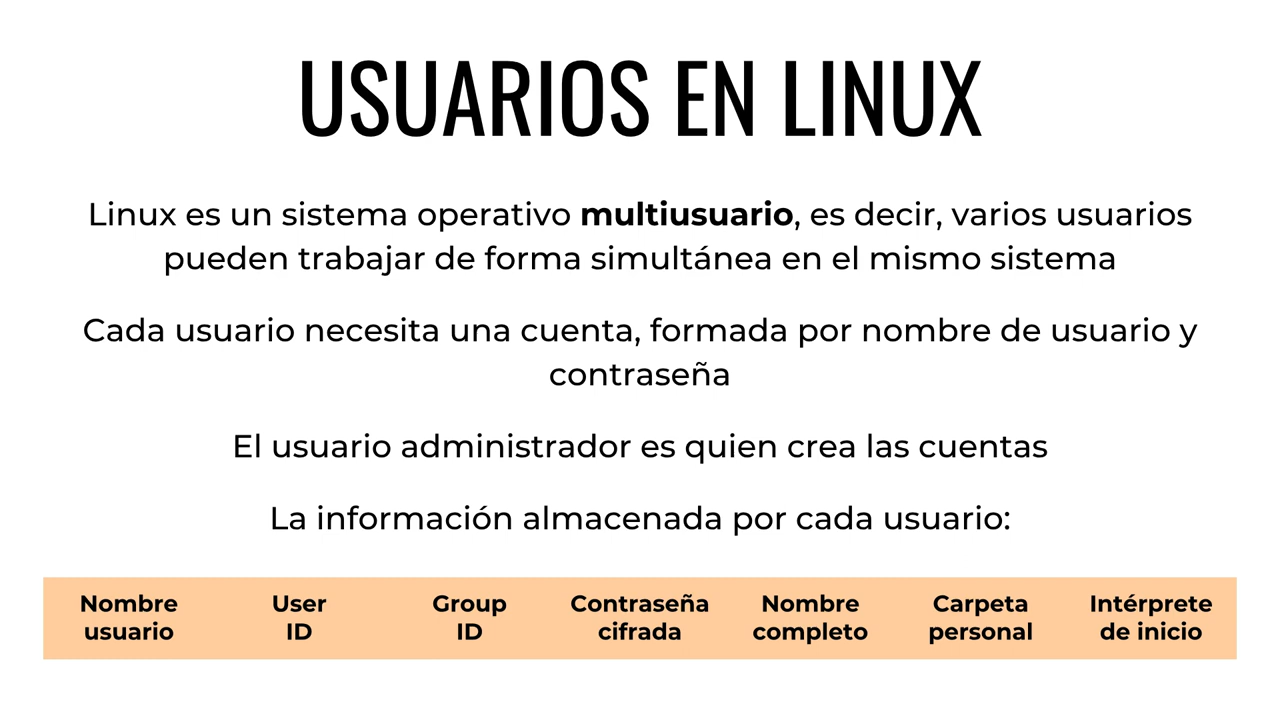 USUARIOS EN LINUX
Linux es un sistema operativo multiusuario, es decir, varios usuarios
pueden trabajar de forma simultánea en el mismo sistema
Cada usuario necesita una cuenta, formada por nombre de usuario y
contraseña
El usuario administrador es quien crea las cuentas
La información almacenada por cada usuario:
Nombre usuario
User ID
Group ID
Contraseña cifrada
Nombre completo
Carpeta personal
Intérprete de inicio